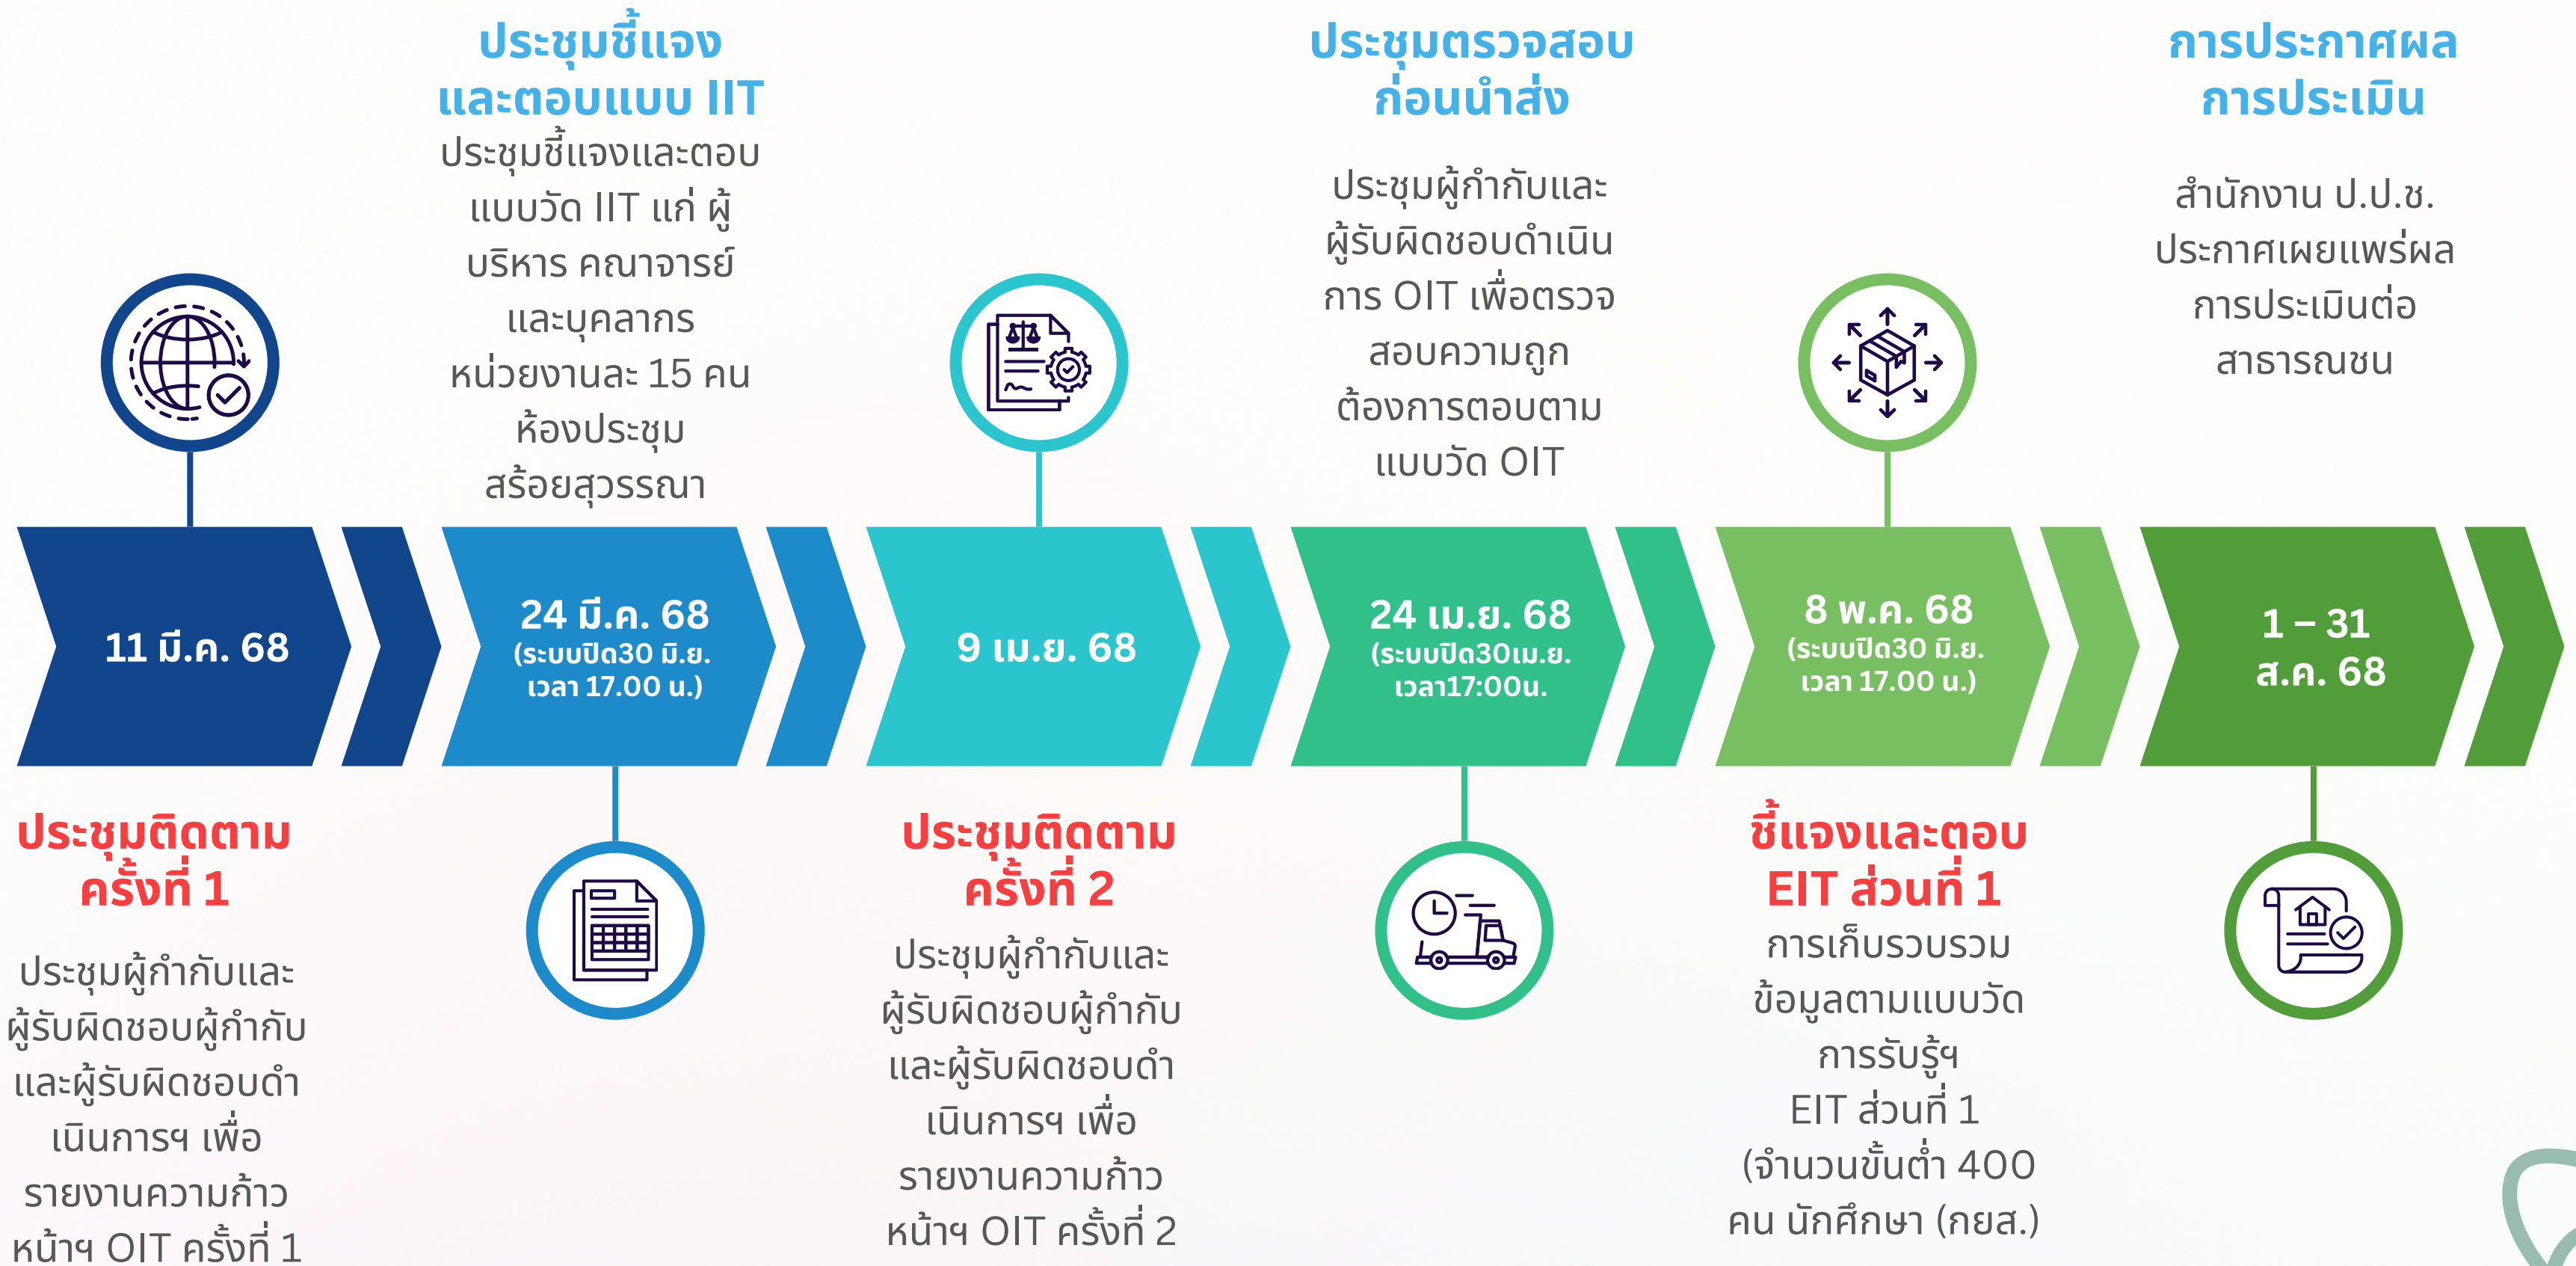 ประชุมชี้แจง
และตอบแบบ IIT
ประชุมชี้แจงและตอบ
แบบวัด IIT แก่ ผู้
บริหาร คณาจารย์
และบุคลากร
หน่วยงานละ 15 คน
ห้องประชุม
สร้อยสุวรรณา
ประชุมตรวจสอบ
ก่อนนำส่ง
ประชุมผู้กำกับและ
ผู้รับผิดชอบดำเนิน
การ OIT เพื่อตรวจ
สอบความถูก
ต้องการตอบตาม
แบบวัด OIT
การประกาศผล
การประเมิน
สำนักงาน ป.ป.ช.
ประกาศเผยแพร่ผล
การประเมินต่อ
สาธารณชน
11 มี.ค. 68
24 มี.ค. 68
(ระบบปิด30 มิ.ย.
เวลา 17.00 น.)
9 เม.ย. 68
24 เม.ย. 68
(ระบบปิด30เม.ย.
เวลา17:00น.
8 พ.ค. 68
(ระบบปิด30 มิ.ย.
เวลา 17.00 น.)
1 – 31
ส.ค. 68
ประชุมติดตาม
ครั้งที่ 1
ประชุมผู้กำกับและ
ผู้รับผิดชอบผู้กำกับ
และผู้รับผิดชอบดำ
เนินการฯ เพื่อ
รายงานความก้าว
หน้าฯ OIT ครั้งที่ 1
ประชุมติดตาม
ครั้งที่ 2
ประชุมผู้กำกับและ
ผู้รับผิดชอบผู้กำกับ
และผู้รับผิดชอบดำ
เนินการฯ เพื่อ
รายงานความก้าว
หน้าฯ OIT ครั้งที่ 2
ชี้แจงและตอบ
EIT ส่วนที่ 1
การเก็บรวบรวม
ข้อมูลตามแบบวัด
การรับรู้ฯ
EIT ส่วนที่ 1
(จำนวนขั้นต่ำ 400
คน นักศึกษา (กยส.)